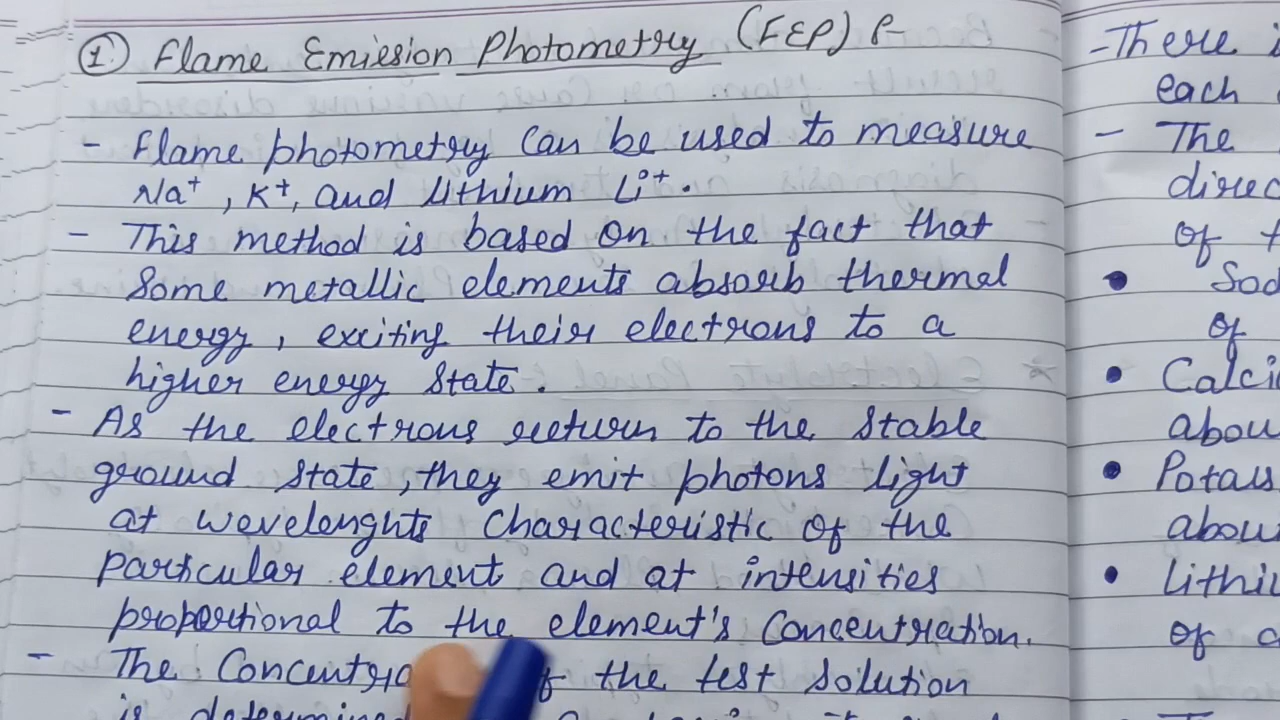 1. Flame Emission Photometry (FEP) :-
- Flame photometry can be used to measure
Na⁺, K⁺, and lithium Li⁺.
- This method is based on the fact that
Some metallic elements absorb thermal
energy, exciting their electrons to a
higher energy state.
- As the electrons return to the stable
ground state, they emit photons light
at wavelenghts characteristic of the
particular element and at intensities
proportional to the element's concentration.
- The Concentra
the test solution
is determined
- There
each
- The
of
of
• Calci
abou
• Potas
abou
• Lithi
of